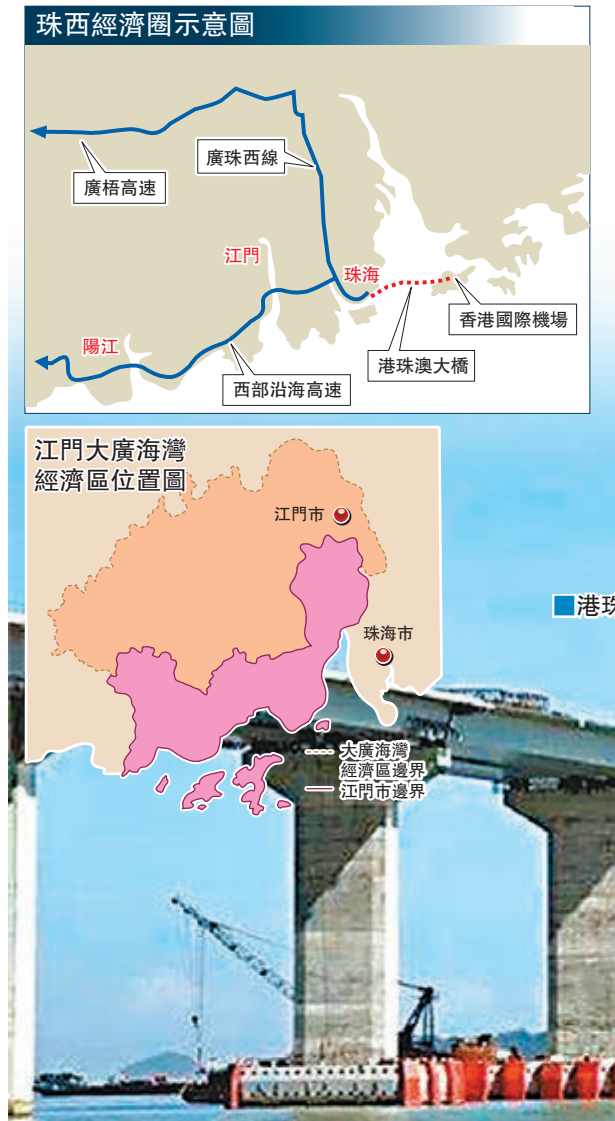 珠西經濟圈示意圖
廣珠西線
廣梧高速
江門
珠海
香港國際機場
陽江
港珠澳大橋
西部沿海高速
江門大廣海灣
經濟區位置圖
江門市
■港珠
珠海市
大廣海灣
經濟區邊界
江門市邊界